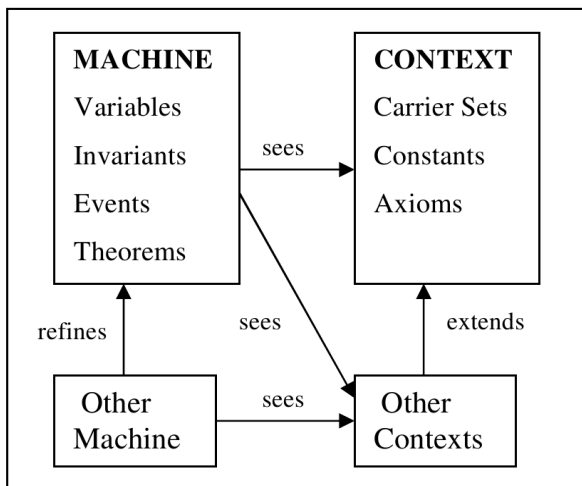 MACHINE
Variables
Invariants
Events
Theorems
sees
CONTEXT
Carrier Sets
Constants
Axioms
refines
sees
extends
Other
Machine
sees
Other
Contexts